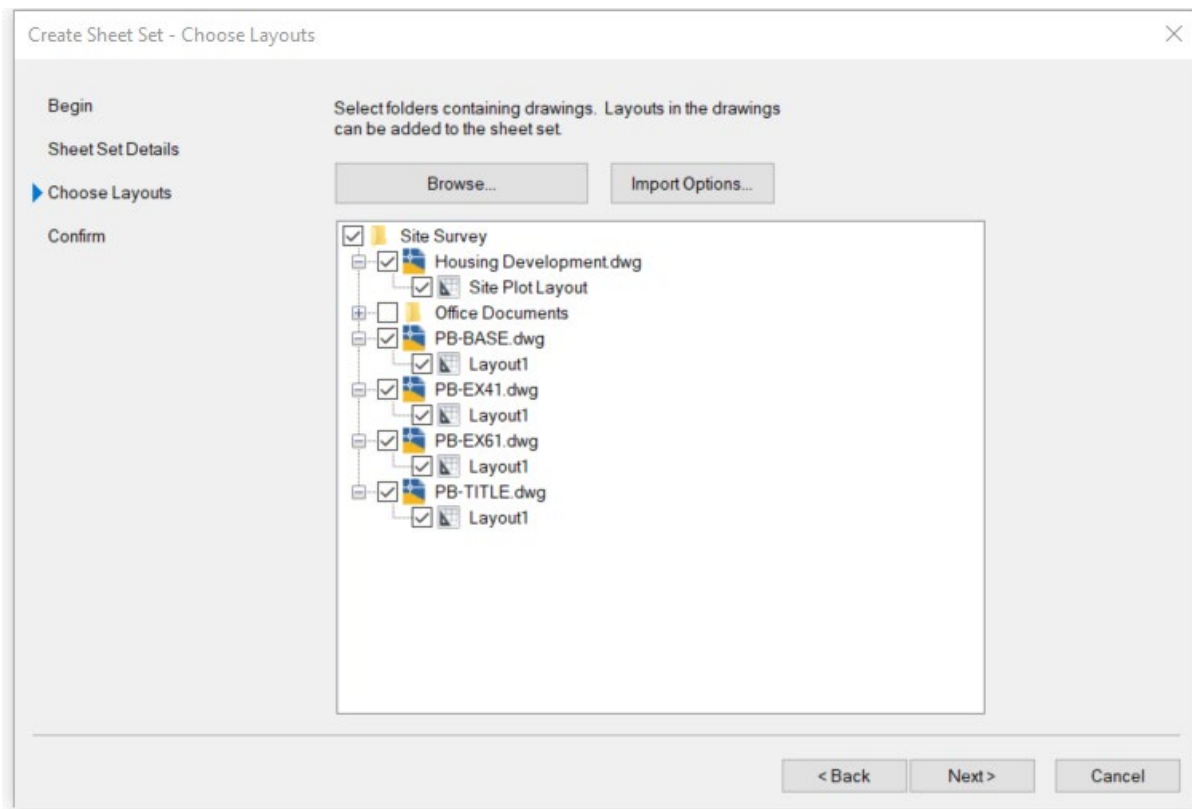 Create Sheet Set - Choose Layouts
Begin
Sheet Set Details
Choose Layouts
Confirm
Select folders containing drawings. Layouts in the drawings
can be added to the sheet set.
Browse...
Import Options...
Site Survey
Housing Development.dwg
Site Plot Layout
Office Documents
PB-BASE.dwg
Layout1
PB-EX41.dwg
Layout1
PB-EX61.dwg
Layout1
PB-TITLE.dwg
Layout1
< Back
Next >
Cancel